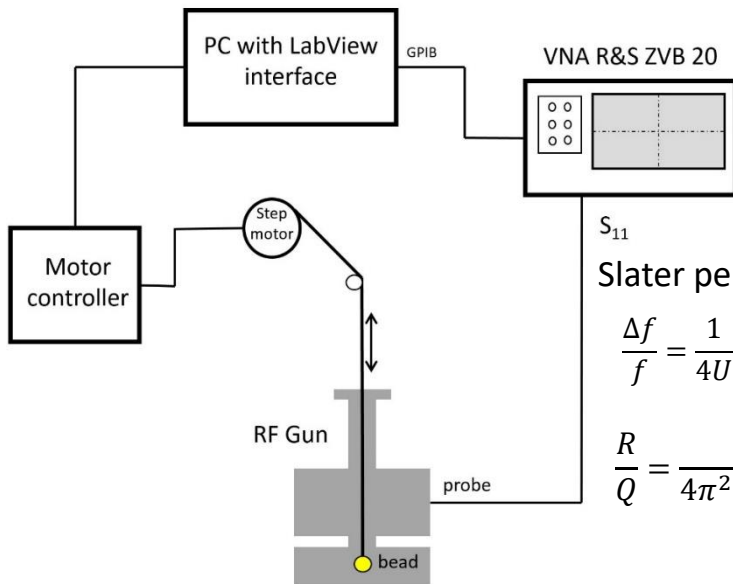 PC with LabView
interface
GPIB
VNA R&S ZVB 20
Step
motor
Motor
controller
S₁₁
Slater pe
Δf/f = 1/4U
RF Gun
R/Q = /4π²
probe
bead